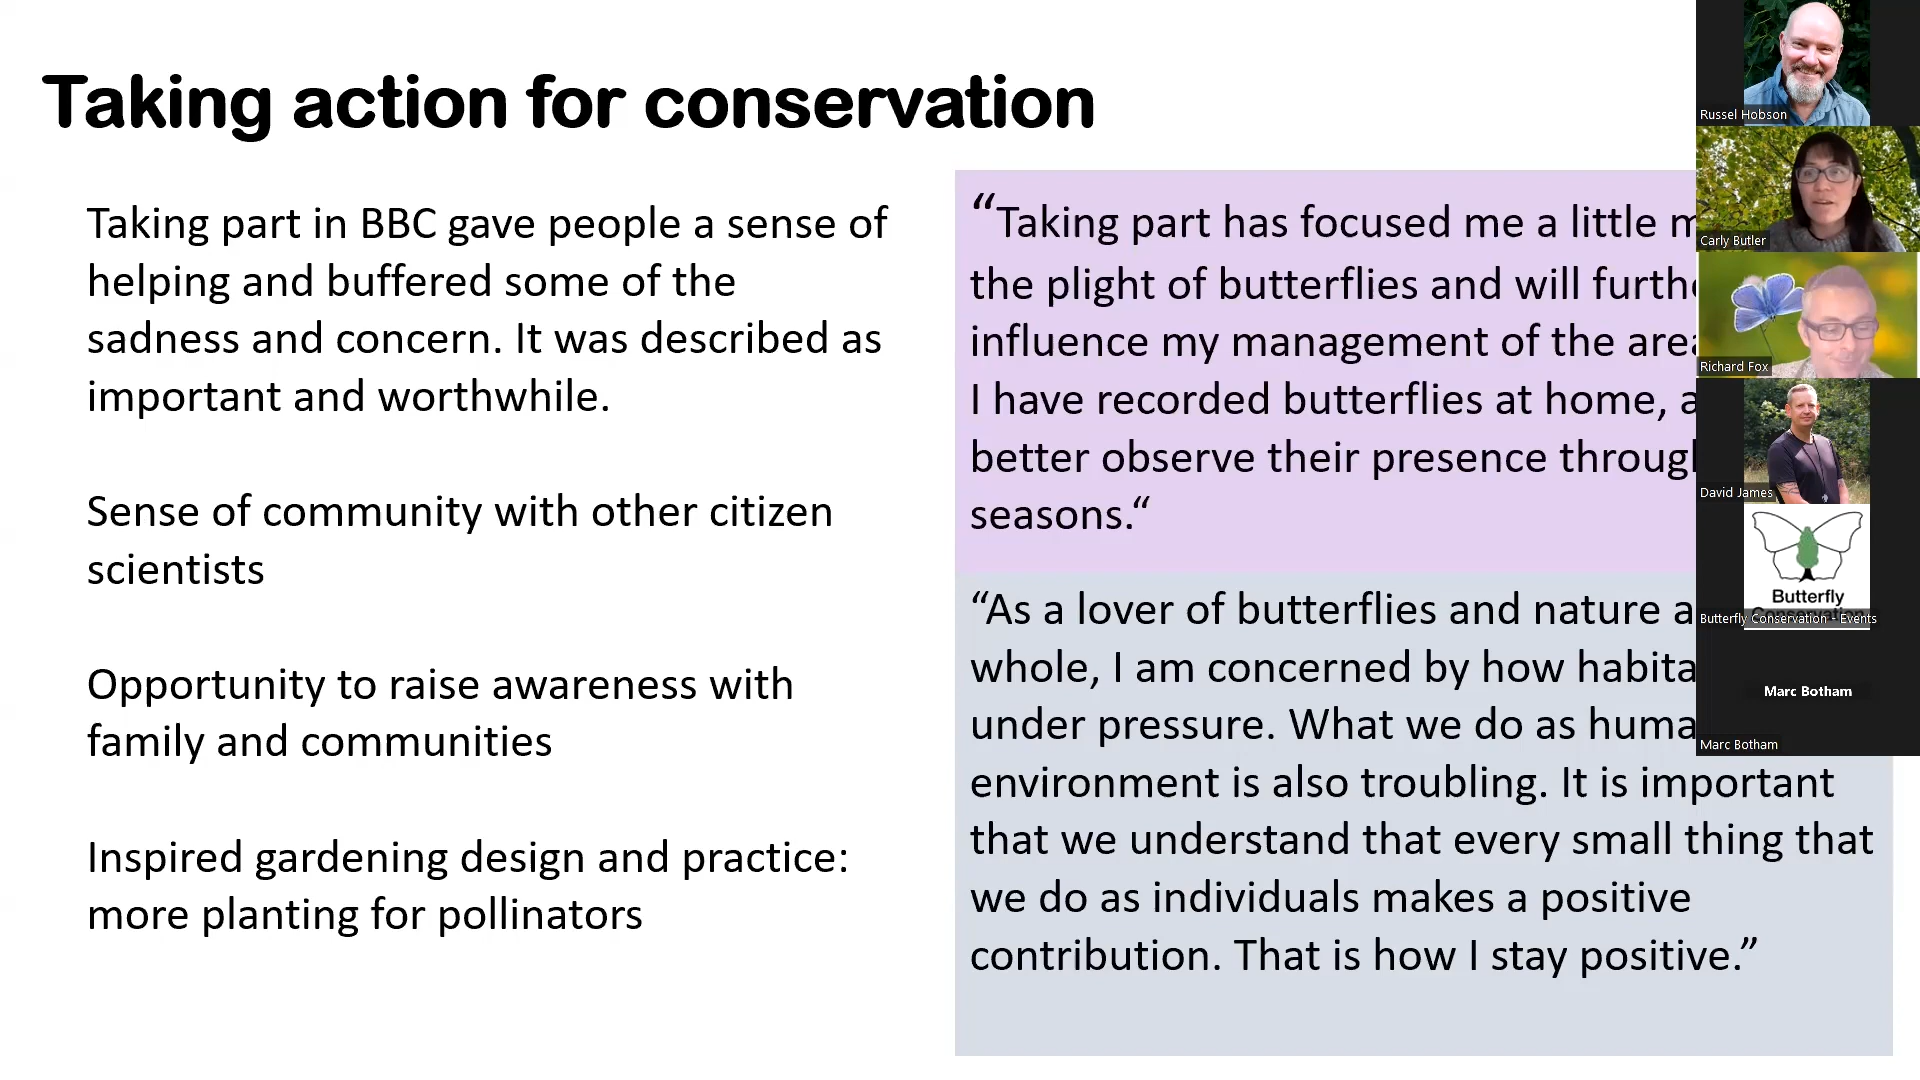 Taking action for conservation
Taking part in BBC gave people a sense of
helping and buffered some of the
sadness and concern. It was described as
important and worthwhile.
Sense of community with other citizen
scientists
Opportunity to raise awareness with
family and communities
Inspired gardening design and practice:
more planting for pollinators
“Taking part has focused me a little
the plight of butterflies and will
influence my management of the
I have recorded butterflies at home,
better observe their presence
seasons.“
“As a lover of butterflies and nature
whole, I am concerned by how
under pressure. What we do as
environment is also troubling. It is important
that we understand that every small thing that
we do as individuals makes a positive
contribution. That is how I stay positive.”
Russel Hobson
Carly Butler
Richard Fox
David James
Butterfly
Butterfly Conservation - Events
Marc Botham
Marc Botham